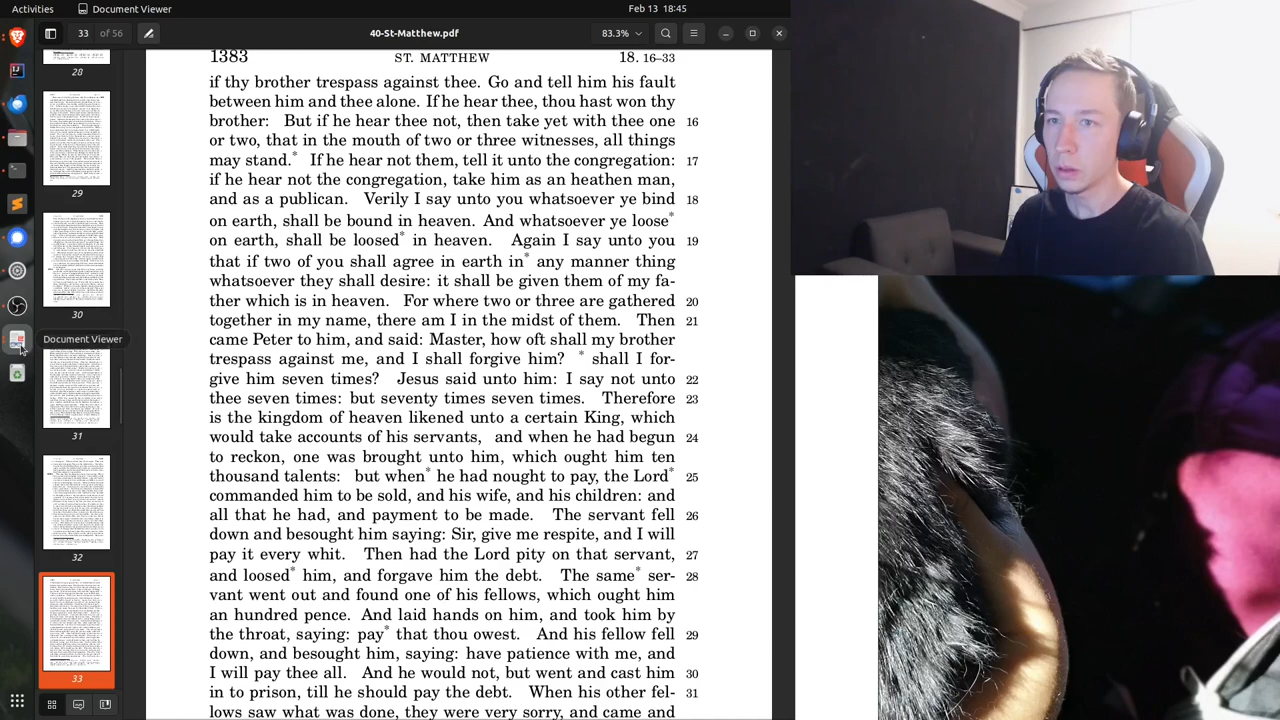 Activities
Document Viewer
Feb 13 18:45
33 of 56
40-St-Matthew.pdf
83.3%
28
29
30
31
32
33
Document Viewer
1383 ST. MATTHEW 18. 16–33
if thy brother trespass against thee. Go and tell him his fault
between him and thee alone. If he hear thee, thou hast won thy
brother. But if he hear thee not, then take yet with thee one 16
or two, that in the mouth of two or three witnesses, all things
may stand.* If he hear not them, tell it unto the congregation: 17
if he hear not the congregation, take him as an heathen man,
and as a publican. Verily I say unto you whatsoever ye bind 18
on earth, shall be bound in heaven. And whatsoever ye loose*
on earth, shall be loosed* in heaven. Again I say unto you 19
that if two of you shall agree in earth in* any manner thing
whatsoever they shall desire: it shall be given them of my fa-
ther which is in heaven. For where two or three are gathered 20
together in my name, there am I in the midst of them. Then 21
came Peter to him, and said: Master, how oft shall my brother
trespass against me, and I shall forgive him?* shall I for-
give him seven times? Jesus said unto him: I say not unto 22
thee seven times: but seventy times seven times. Therefore 23
is the kingdom of heaven likened unto a certain king, which
would take accounts of his servants, and when he had begun 24
to reckon, one was brought unto him, which ought him ten
thousand talents: but when* he had nought to pay, the Lord* 25
commanded him to be sold, and his wife, and his children: and
all that he had, and payment to be made. The servant fell 26
down and besought him saying: Sir, give me respite, and I will
pay it every whit. Then had the Lord pity on that servant, 27
and loosed* him, and forgave him the debt. The same* ser- 28
vant went out and found one of his fellows, which ought him
an hundred pence. And laid hands on him, and took him by
the throat, saying: pay* that thou owest. And his fellow fell 29
down, and besought him, saying: have patience with me, and
I will pay thee all. And he would not, but went and cast him 30
in to prison, till he should pay the debt. When his other fel- 31
lows saw what was done, they were very sorry, and came and